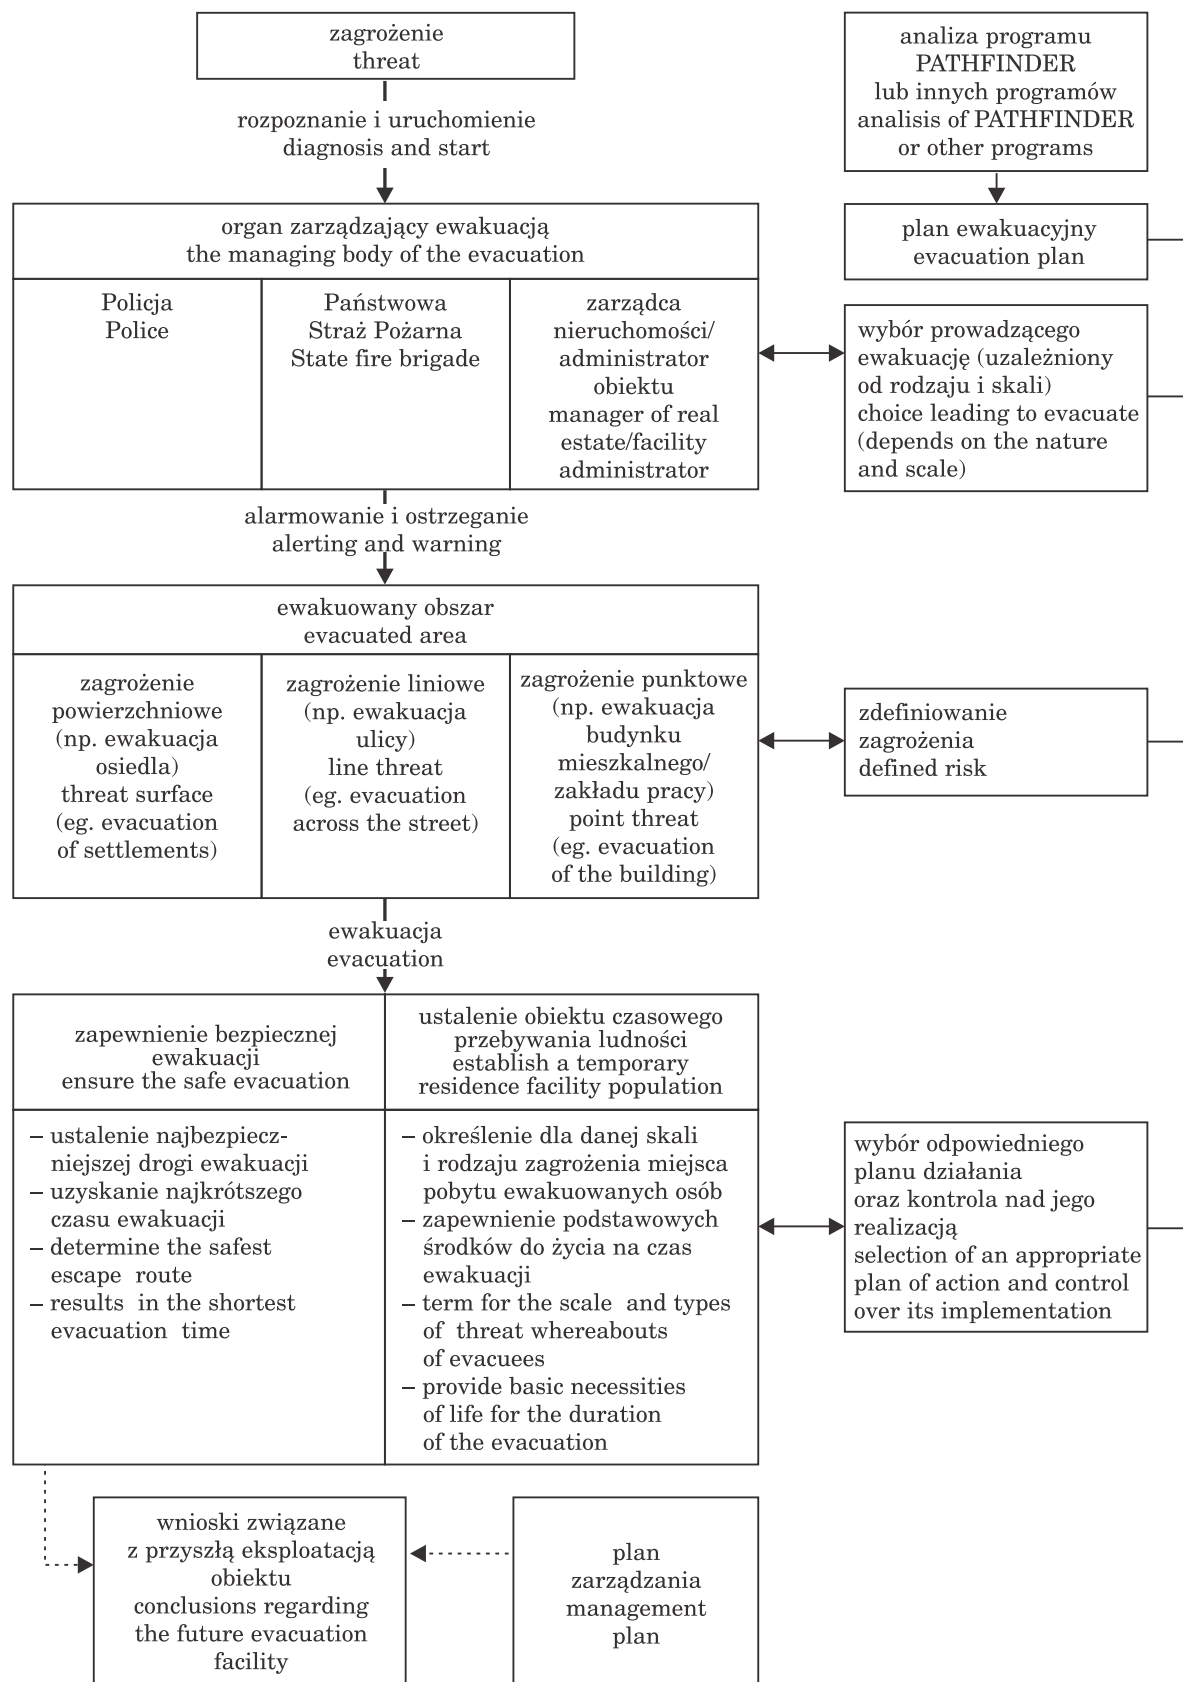 zagrożenie
threat
rozpoznanie i uruchomienie
diagnosis and start
organ zarządzający ewakuacją
the managing body of the evacuation
Policja
Police
Państwowa
Straż Pożarna
State fire brigade
zarządca
nieruchomości/
administrator
obiektu
manager of real
estate/facility
administrator
analiza programu
PATHFINDER
lub innych programów
analisis of PATHFINDER
or other programs
plan ewakuacyjny
evacuation plan
wybór prowadzącego
ewakuację (uzależniony
od rodzaju i skali)
choice leading to evacuate
(depends on the nature
and scale)
alarmowanie i ostrzeganie
alerting and warning
ewakuowany obszar
evacuated area
zagrożenie
powierzchniowe
(np. ewakuacja
osiedla)
threat surface
(eg. evacuation
of settlements)
zagrożenie liniowe
(np. ewakuacja
ulicy)
line threat
(eg. evacuation
across the street)
zagrożenie punktowe
(np. ewakuacja
budynku
mieszkalnego/
zakładu pracy)
point threat
(eg. evacuation
of the building)
zdefiniowanie
zagrożenia
defined risk
ewakuacja
evacuation
zapewnienie bezpiecznej
ewakuacji
ensure the safe evacuation
ustalenie obiektu czasowego
przebywania ludności
establish a temporary
residence facility population
– ustalenie najbezpiecz-
niejszej drogi ewakuacji
– uzyskanie najkrótszego
czasu ewakuacji
– determine the safest
escape route
– results in the shortest
evacuation time
– określenie dla danej skali
i rodzaju zagrożenia miejsca
pobytu ewakuowanych osób
– zapewnienie podstawowych
środków do życia na czas
ewakuacji
– term for the scale and types
of threat whereabouts
of evacuees
– provide basic necessities
of life for the duration
of the evacuation
wybór odpowiedniego
planu działania
oraz kontrola nad jego
realizacją
selection of an appropriate
plan of action and control
over its implementation
wnioski związane
z przyszłą eksploatacją
obiektu
conclusions regarding
the future evacuation
facility
plan
zarządzania
management
plan